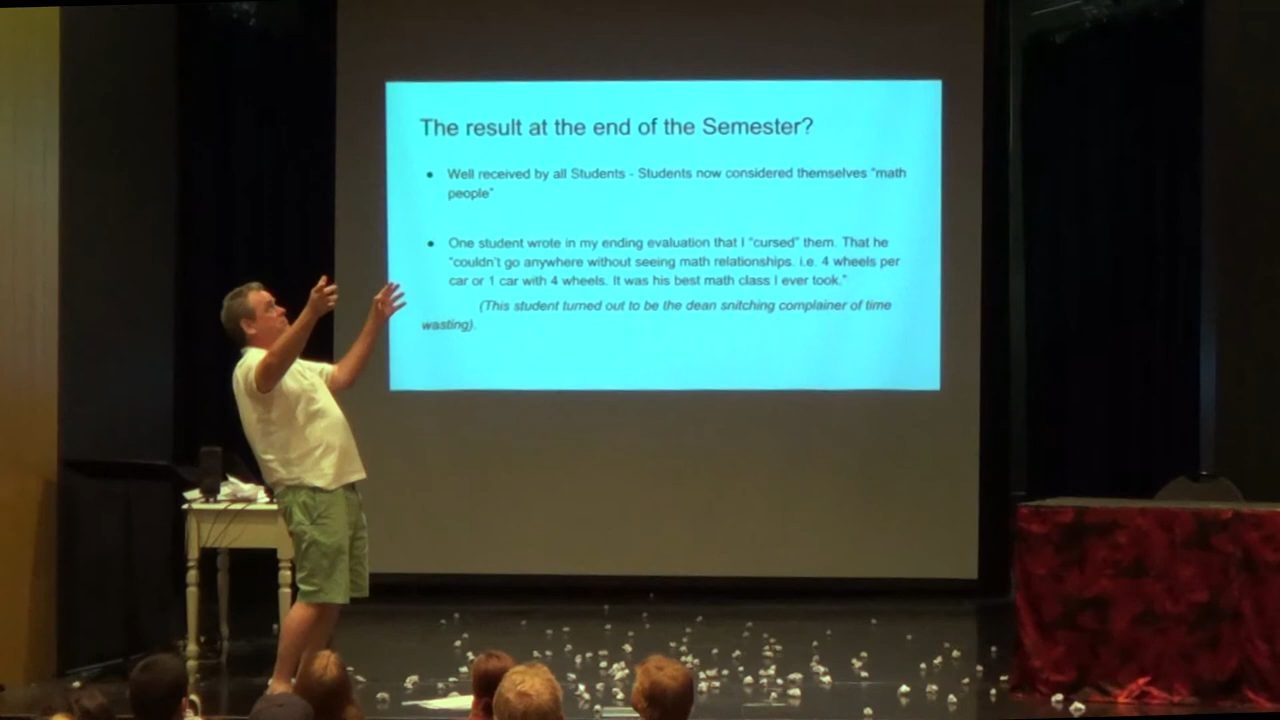 The result at the end of the Semester?
● Well received by all Students - Students now considered themselves "math
people"
● One student wrote in my ending evaluation that I "cursed" them. That he
"couldn't go anywhere without seeing math relationships. i.e. 4 wheels per
car or 1 car with 4 wheels. It was his best math class I ever took."
(This student turned out to be the dean snitching complainer of time
wasting).